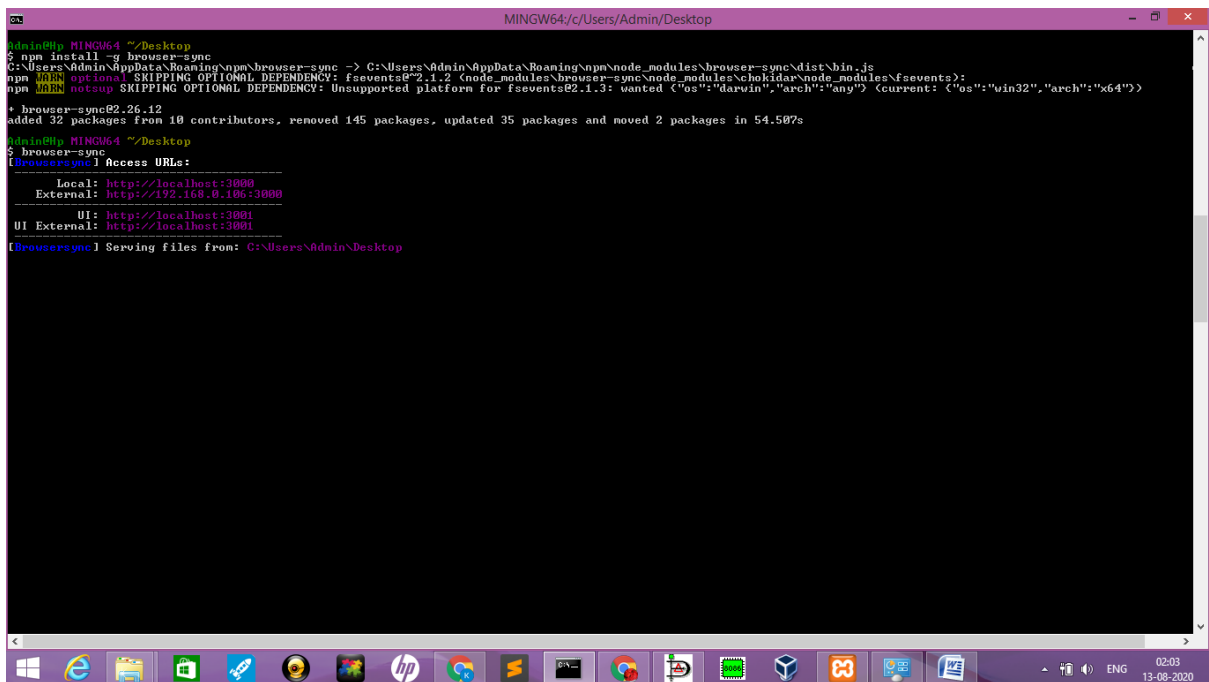 MINGW64:/c/Users/Admin/Desktop
Admin@Hp MINGW64 ~/Desktop
$ npm install -g browser-sync
C:\Users\Admin\AppData\Roaming\npm\browser-sync -> C:\Users\Admin\AppData\Roaming\npm\node_modules\browser-sync\dist\bin.js
npm WARN optional SKIPPING OPTIONAL DEPENDENCY: fsevents@^2.1.2 (node_modules\browser-sync\node_modules\chokidar\node_modules\fsevents):
npm WARN notsup SKIPPING OPTIONAL DEPENDENCY: Unsupported platform for fsevents@2.1.3: wanted {"os":"darwin","arch":"any"} (current: {"os":"win32","arch":"x64"})
+ browser-sync@2.26.12
added 32 packages from 10 contributors, removed 145 packages, updated 35 packages and moved 2 packages in 54.507s
Admin@Hp MINGW64 ~/Desktop
$ browser-sync
[Browsersync] Access URLs:
--------------------------------------
Local: http://localhost:3000
External: http://192.168.0.106:3000
--------------------------------------
UI: http://localhost:3001
UI External: http://localhost:3001
--------------------------------------
[Browsersync] Serving files from: C:\Users\Admin\Desktop
hp
8086
ENG
02:03
13-08-2020